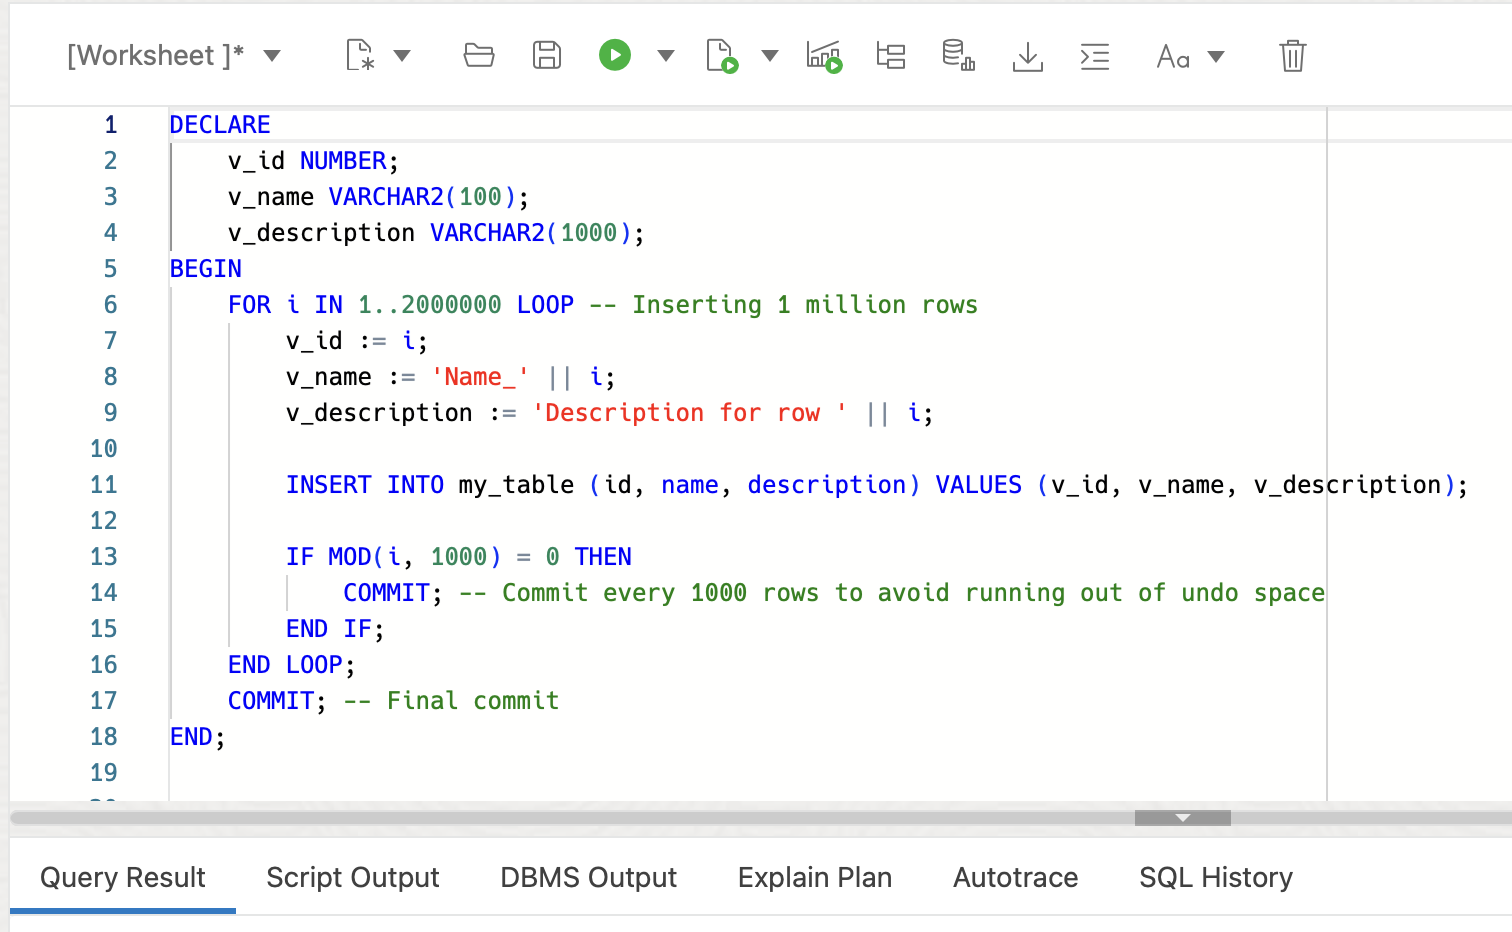 [Worksheet ]*
Aa
1 DECLARE
2     v_id NUMBER;
3     v_name VARCHAR2(100);
4     v_description VARCHAR2(1000);
5 BEGIN
6     FOR i IN 1..2000000 LOOP -- Inserting 1 million rows
7         v_id := i;
8         v_name := 'Name_' || i;
9         v_description := 'Description for row ' || i;
10
11         INSERT INTO my_table (id, name, description) VALUES (v_id, v_name, v_description);
12
13         IF MOD(i, 1000) = 0 THEN
14             COMMIT; -- Commit every 1000 rows to avoid running out of undo space
15         END IF;
16     END LOOP;
17     COMMIT; -- Final commit
18 END;
19
Query Result Script Output DBMS Output Explain Plan Autotrace SQL History